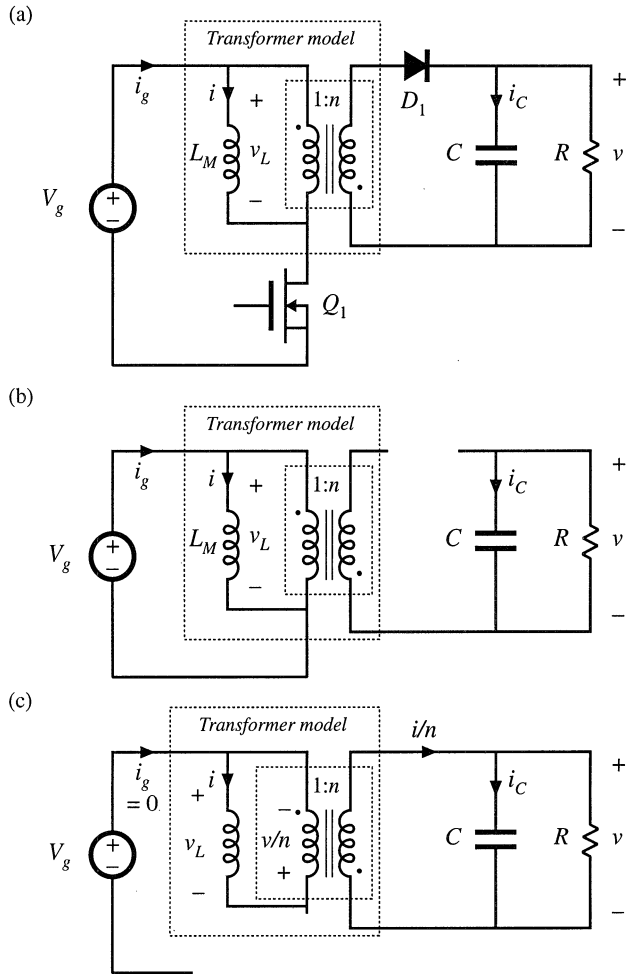 (a)
Transformer model
i_g
i
+
1:n
D_1
i_C
+
L_M
v_L
C
R
v
V_g
+
−
−
−
Q_1
(b)
Transformer model
i_g
i
+
1:n
i_C
+
L_M
v_L
C
R
v
V_g
+
−
−
−
(c)
Transformer model
i/n
i_g
= 0
i
+
1:n
i_C
+
−
v_L
v/n
C
R
v
V_g
+
−
−
+
−